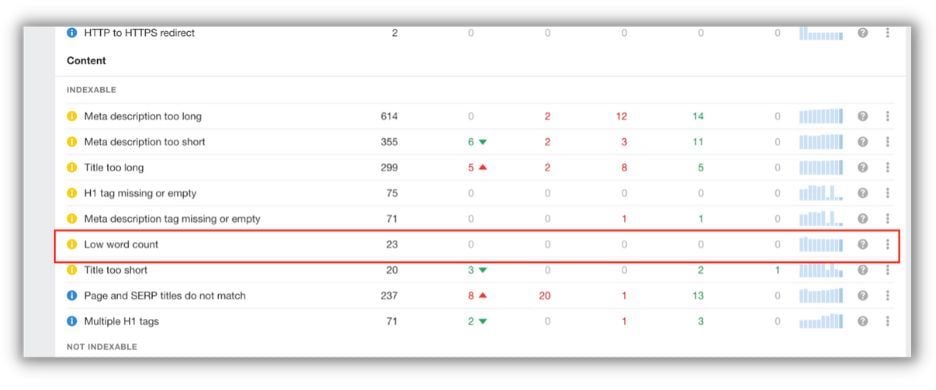 HTTP to HTTPS redirect 2 0 0 0 0 0
Content
INDEXABLE
Meta description too long 614 0 2 12 14 0
Meta description too short 355 6 2 3 11 0
Title too long 299 5 2 8 5 0
H1 tag missing or empty 75 0 0 0 0 0
Meta description tag missing or empty 71 0 0 1 1 0
Low word count 23 0 0 0 0 0
Title too short 20 3 0 0 2 1
Page and SERP titles do not match 237 8 20 1 13 0
Multiple H1 tags 71 2 0 1 3 0
NOT INDEXABLE